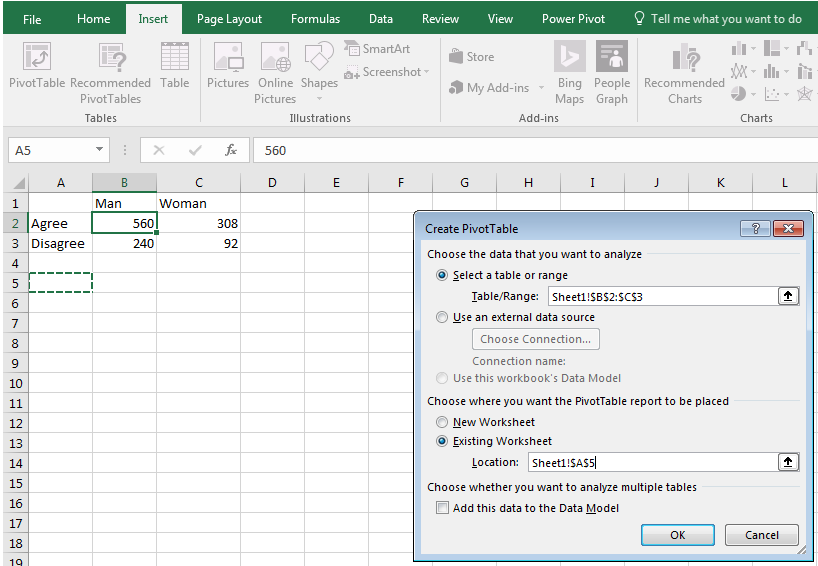 File Home Insert Page Layout Formulas Data Review View Power Pivot Tell me what you want to do
PivotTable Recommended PivotTables Table
Tables
Pictures Online Pictures Shapes SmartArt Screenshot
Illustrations
Store
My Add-ins
Bing Maps People Graph
Add-ins
Recommended Charts
Charts
A5 fx 560
A B C D E F G H I J K L
1 Man Woman
2 Agree 560 308
3 Disagree 240 92
4
5
6
7
8
9
10
11
12
13
14
15
16
17
18
19
Create PivotTable ?
Choose the data that you want to analyze
Select a table or range
Table/Range: Sheet1!$B$2:$C$3
Use an external data source
Choose Connection...
Connection name:
Use this workbook's Data Model
Choose where you want the PivotTable report to be placed
New Worksheet
Existing Worksheet
Location: Sheet1!$A$5
Choose whether you want to analyze multiple tables
Add this data to the Data Model
OK Cancel